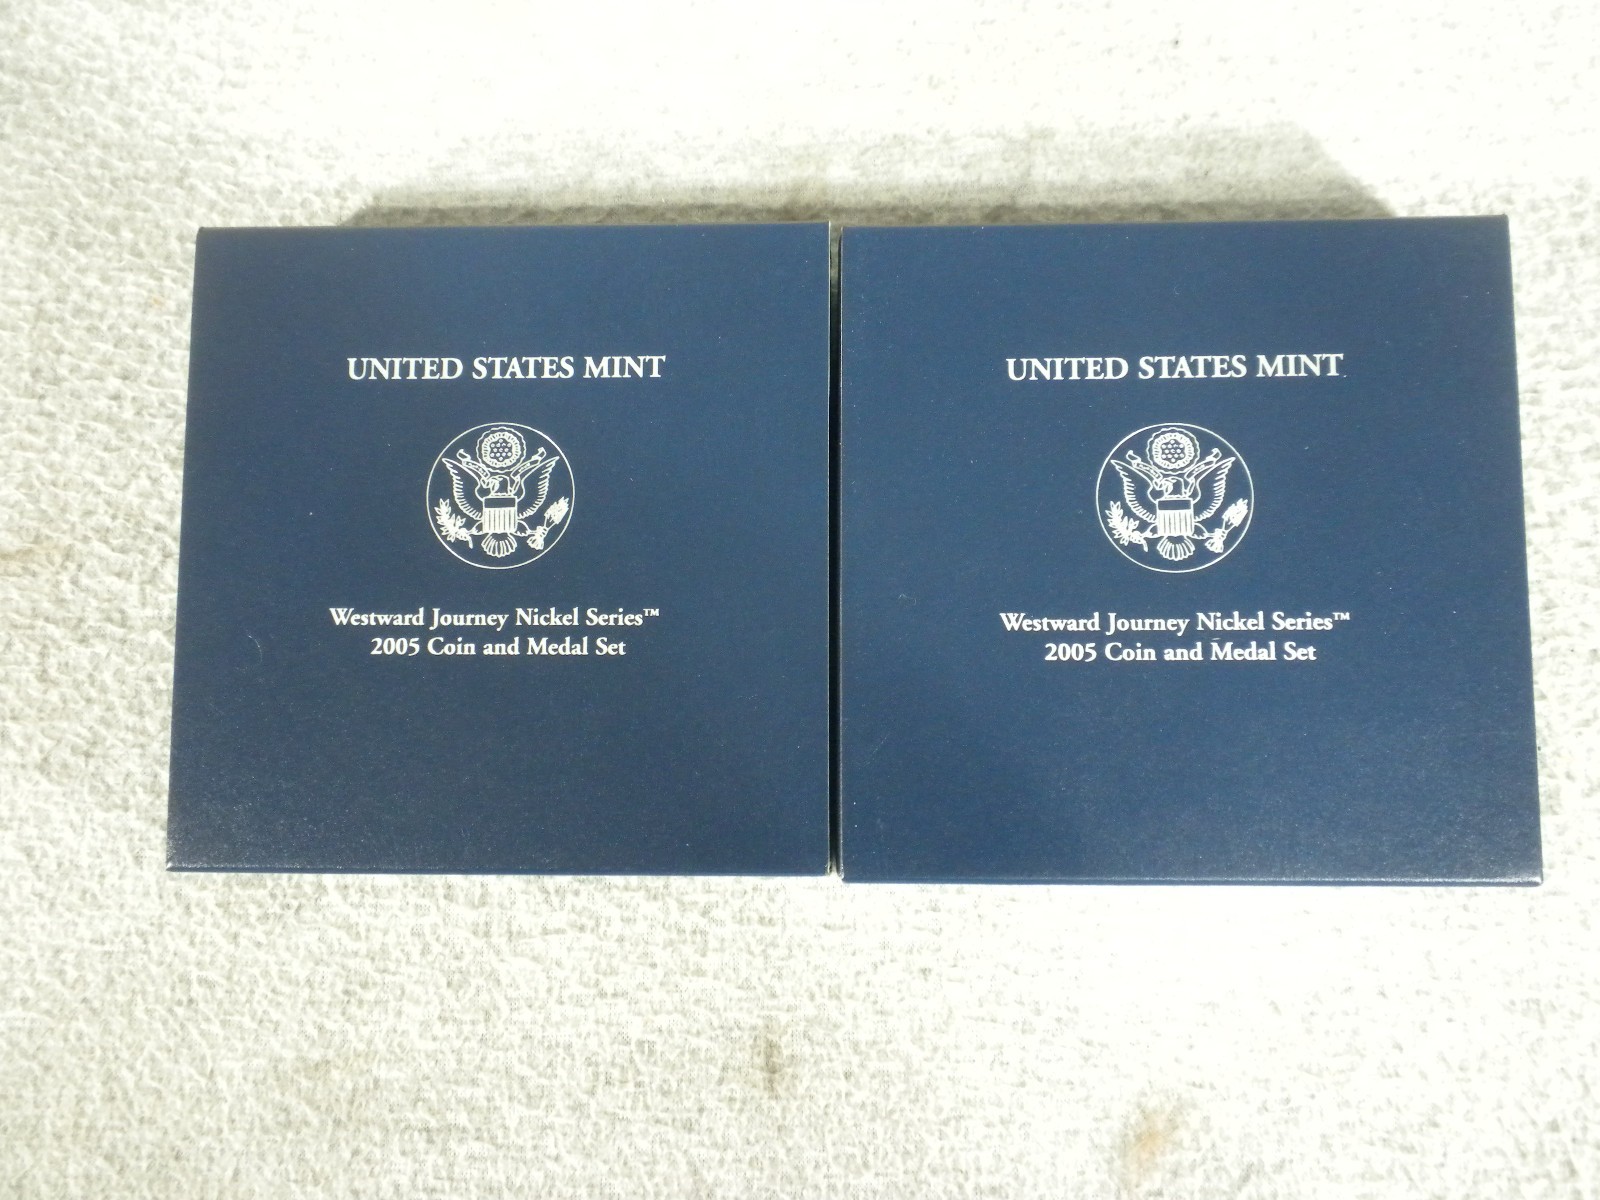 UNITED STATES MINT
Westward Journey Nickel Series™
2005 Coin and Medal Set
UNITED STATES MINT
Westward Journey Nickel Series™
2005 Coin and Medal Set